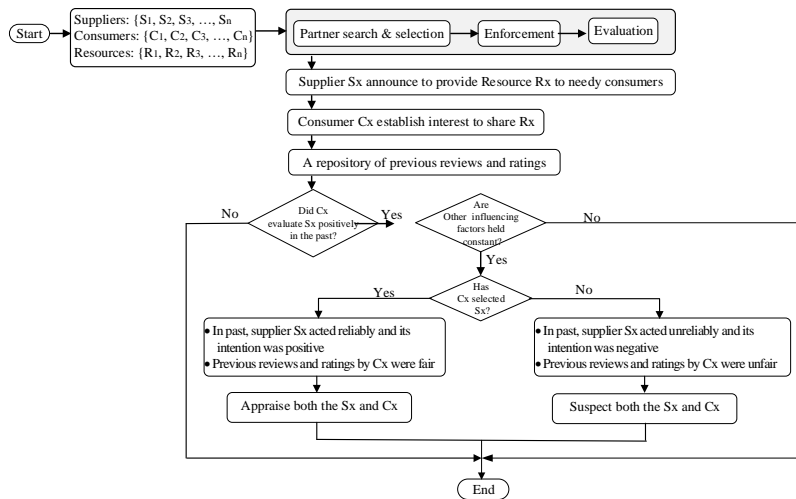 Start
Suppliers: {S1, S2, S3, …, Sn
Consumers: {C1, C2, C3, …, Cn}
Resources: {R1, R2, R3, …, Rn}
Partner search & selection
Enforcement
Evaluation
Supplier Sx announce to provide Resource Rx to needy consumers
Consumer Cx establish interest to share Rx
A repository of previous reviews and ratings
No
Did Cx
evaluate Sx positively
in the past?
Yes
Are
Other influencing
factors held
constant?
No
Yes
Yes
Has
Cx selected
Sx?
No
• In past, supplier Sx acted reliably and its
intention was positive
• Previous reviews and ratings by Cx were fair
• In past, supplier Sx acted unreliably and its
intention was negative
• Previous reviews and ratings by Cx were unfair
Appraise both the Sx and Cx
Suspect both the Sx and Cx
End